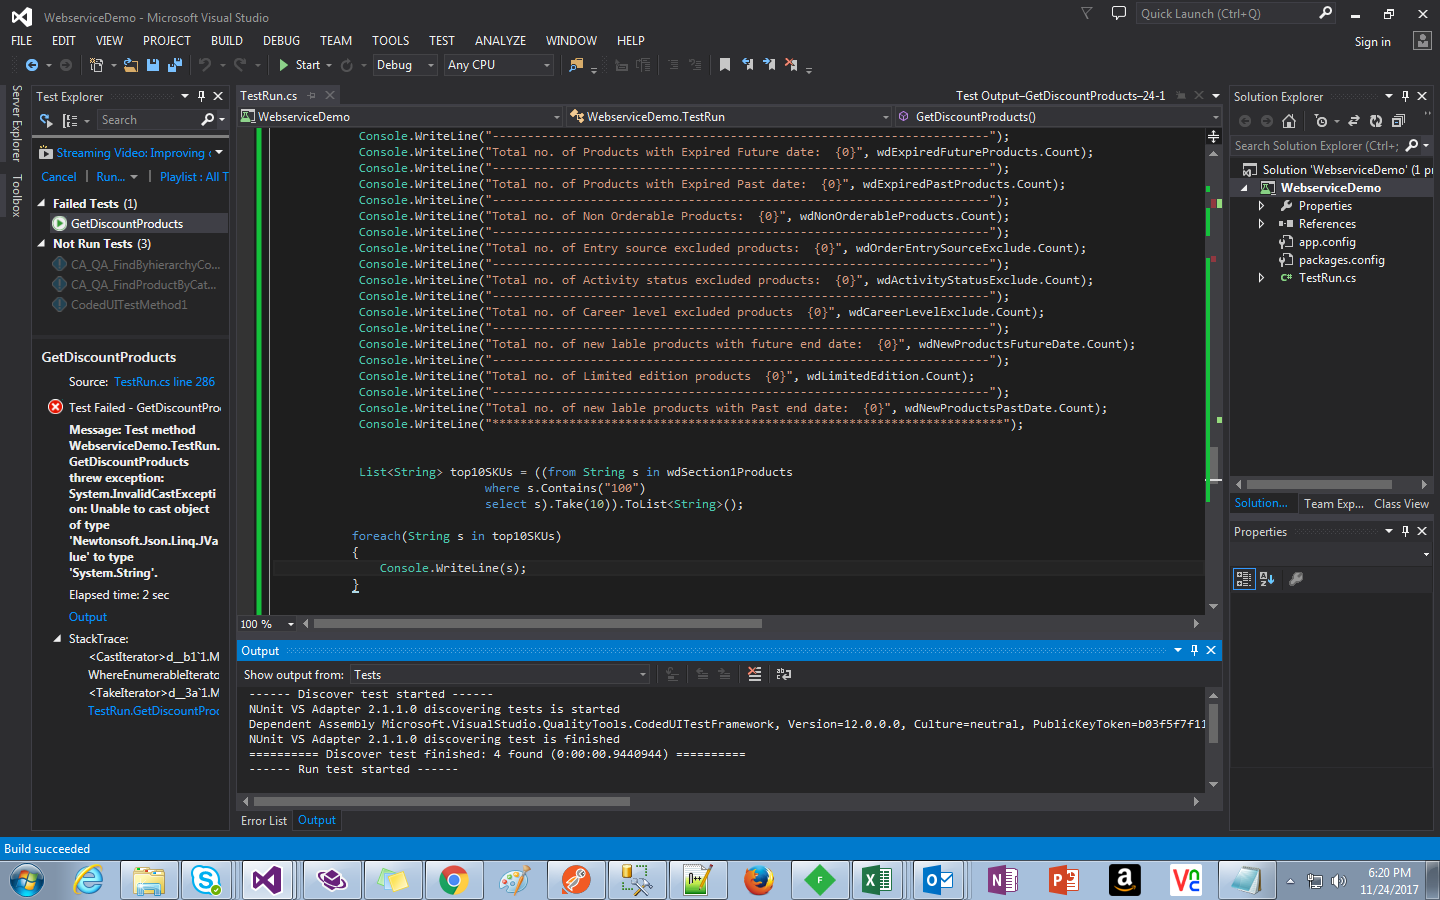 WebserviceDemo - Microsoft Visual Studio
Quick Launch (Ctrl+Q)
FILE EDIT VIEW PROJECT BUILD DEBUG TEAM TOOLS TEST ANALYZE WINDOW HELP
Sign in
Start Debug Any CPU
Server Explorer
Toolbox
Test Explorer
Search
Streaming Video: Improving
Cancel | Run... | Playlist : All T
Failed Tests (1)
GetDiscountProducts
Not Run Tests (3)
CA_QA_FindByhierarchyCo...
CA_QA_FindProductByCat...
CodedUITestMethod1
GetDiscountProducts
Source: TestRun.cs line 286
Test Failed - GetDiscountPro
Message: Test method
WebserviceDemo.TestRun.
GetDiscountProducts
threw exception:
System.InvalidCastExcepti
on: Unable to cast object
of type
'Newtonsoft.Json.Linq.JVa
lue' to type
'System.String'.
Elapsed time: 2 sec
Output
StackTrace:
<CastIterator>d__b1`1.M
WhereEnumerableIterato
<TakeIterator>d__3a`1.M
TestRun.GetDiscountProd
TestRun.cs
Test Output–GetDiscountProducts–24-1
WebserviceDemo WebserviceDemo.TestRun GetDiscountProducts()
Console.WriteLine("-----------------------------------------------------------------------");
Console.WriteLine("Total no. of Products with Expired Future date:  {0}", wdExpiredFutureProducts.Count);
Console.WriteLine("-----------------------------------------------------------------------");
Console.WriteLine("Total no. of Products with Expired Past date:  {0}", wdExpiredPastProducts.Count);
Console.WriteLine("-----------------------------------------------------------------------");
Console.WriteLine("Total no. of Non Orderable Products:  {0}", wdNonOrderableProducts.Count);
Console.WriteLine("-----------------------------------------------------------------------");
Console.WriteLine("Total no. of Entry source excluded products:  {0}", wdOrderEntrySourceExclude.Count);
Console.WriteLine("-----------------------------------------------------------------------");
Console.WriteLine("Total no. of Activity status excluded products:  {0}", wdActivityStatusExclude.Count);
Console.WriteLine("-----------------------------------------------------------------------");
Console.WriteLine("Total no. of Career level excluded products  {0}", wdCareerLevelExclude.Count);
Console.WriteLine("-----------------------------------------------------------------------");
Console.WriteLine("Total no. of new lable products with future end date:  {0}", wdNewProductsFutureDate.Count);
Console.WriteLine("-----------------------------------------------------------------------");
Console.WriteLine("Total no. of Limited edition products  {0}", wdLimitedEdition.Count);
Console.WriteLine("-----------------------------------------------------------------------");
Console.WriteLine("Total no. of new lable products with Past end date:  {0}", wdNewProductsPastDate.Count);
Console.WriteLine("*************************************************************************");
List<String> top10SKUs = ((from String s in wdSection1Products
where s.Contains("100")
select s).Take(10)).ToList<String>();
foreach(String s in top10SKUs)
{
Console.WriteLine(s);
}
100 %
Output
Show output from: Tests
------ Discover test started ------
NUnit VS Adapter 2.1.1.0 discovering tests is started
Dependent Assembly Microsoft.VisualStudio.QualityTools.CodedUITestFramework, Version=12.0.0.0, Culture=neutral, PublicKeyToken=b03f5f7f11
NUnit VS Adapter 2.1.1.0 discovering test is finished
========== Discover test finished: 4 found (0:00:00.9440944) ==========
------ Run test started ------
Error List Output
Solution Explorer
Search Solution Explorer (Ctrl+;
Solution 'WebserviceDemo' (1 pr
WebserviceDemo
Properties
References
app.config
packages.config
C# TestRun.cs
Solution... Team Exp... Class View
Properties
Build succeeded
6:20 PM
11/24/2017